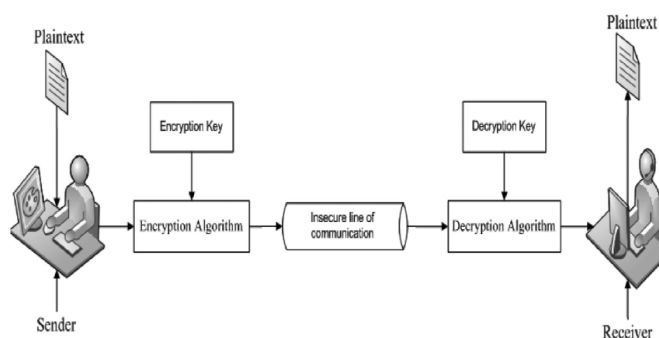 Plaintext
Plaintext
Encryption Key
Decryption Key
Encryption Algorithm
Insecure line of
communication
Decryption Algorithm
Sender
Receiver